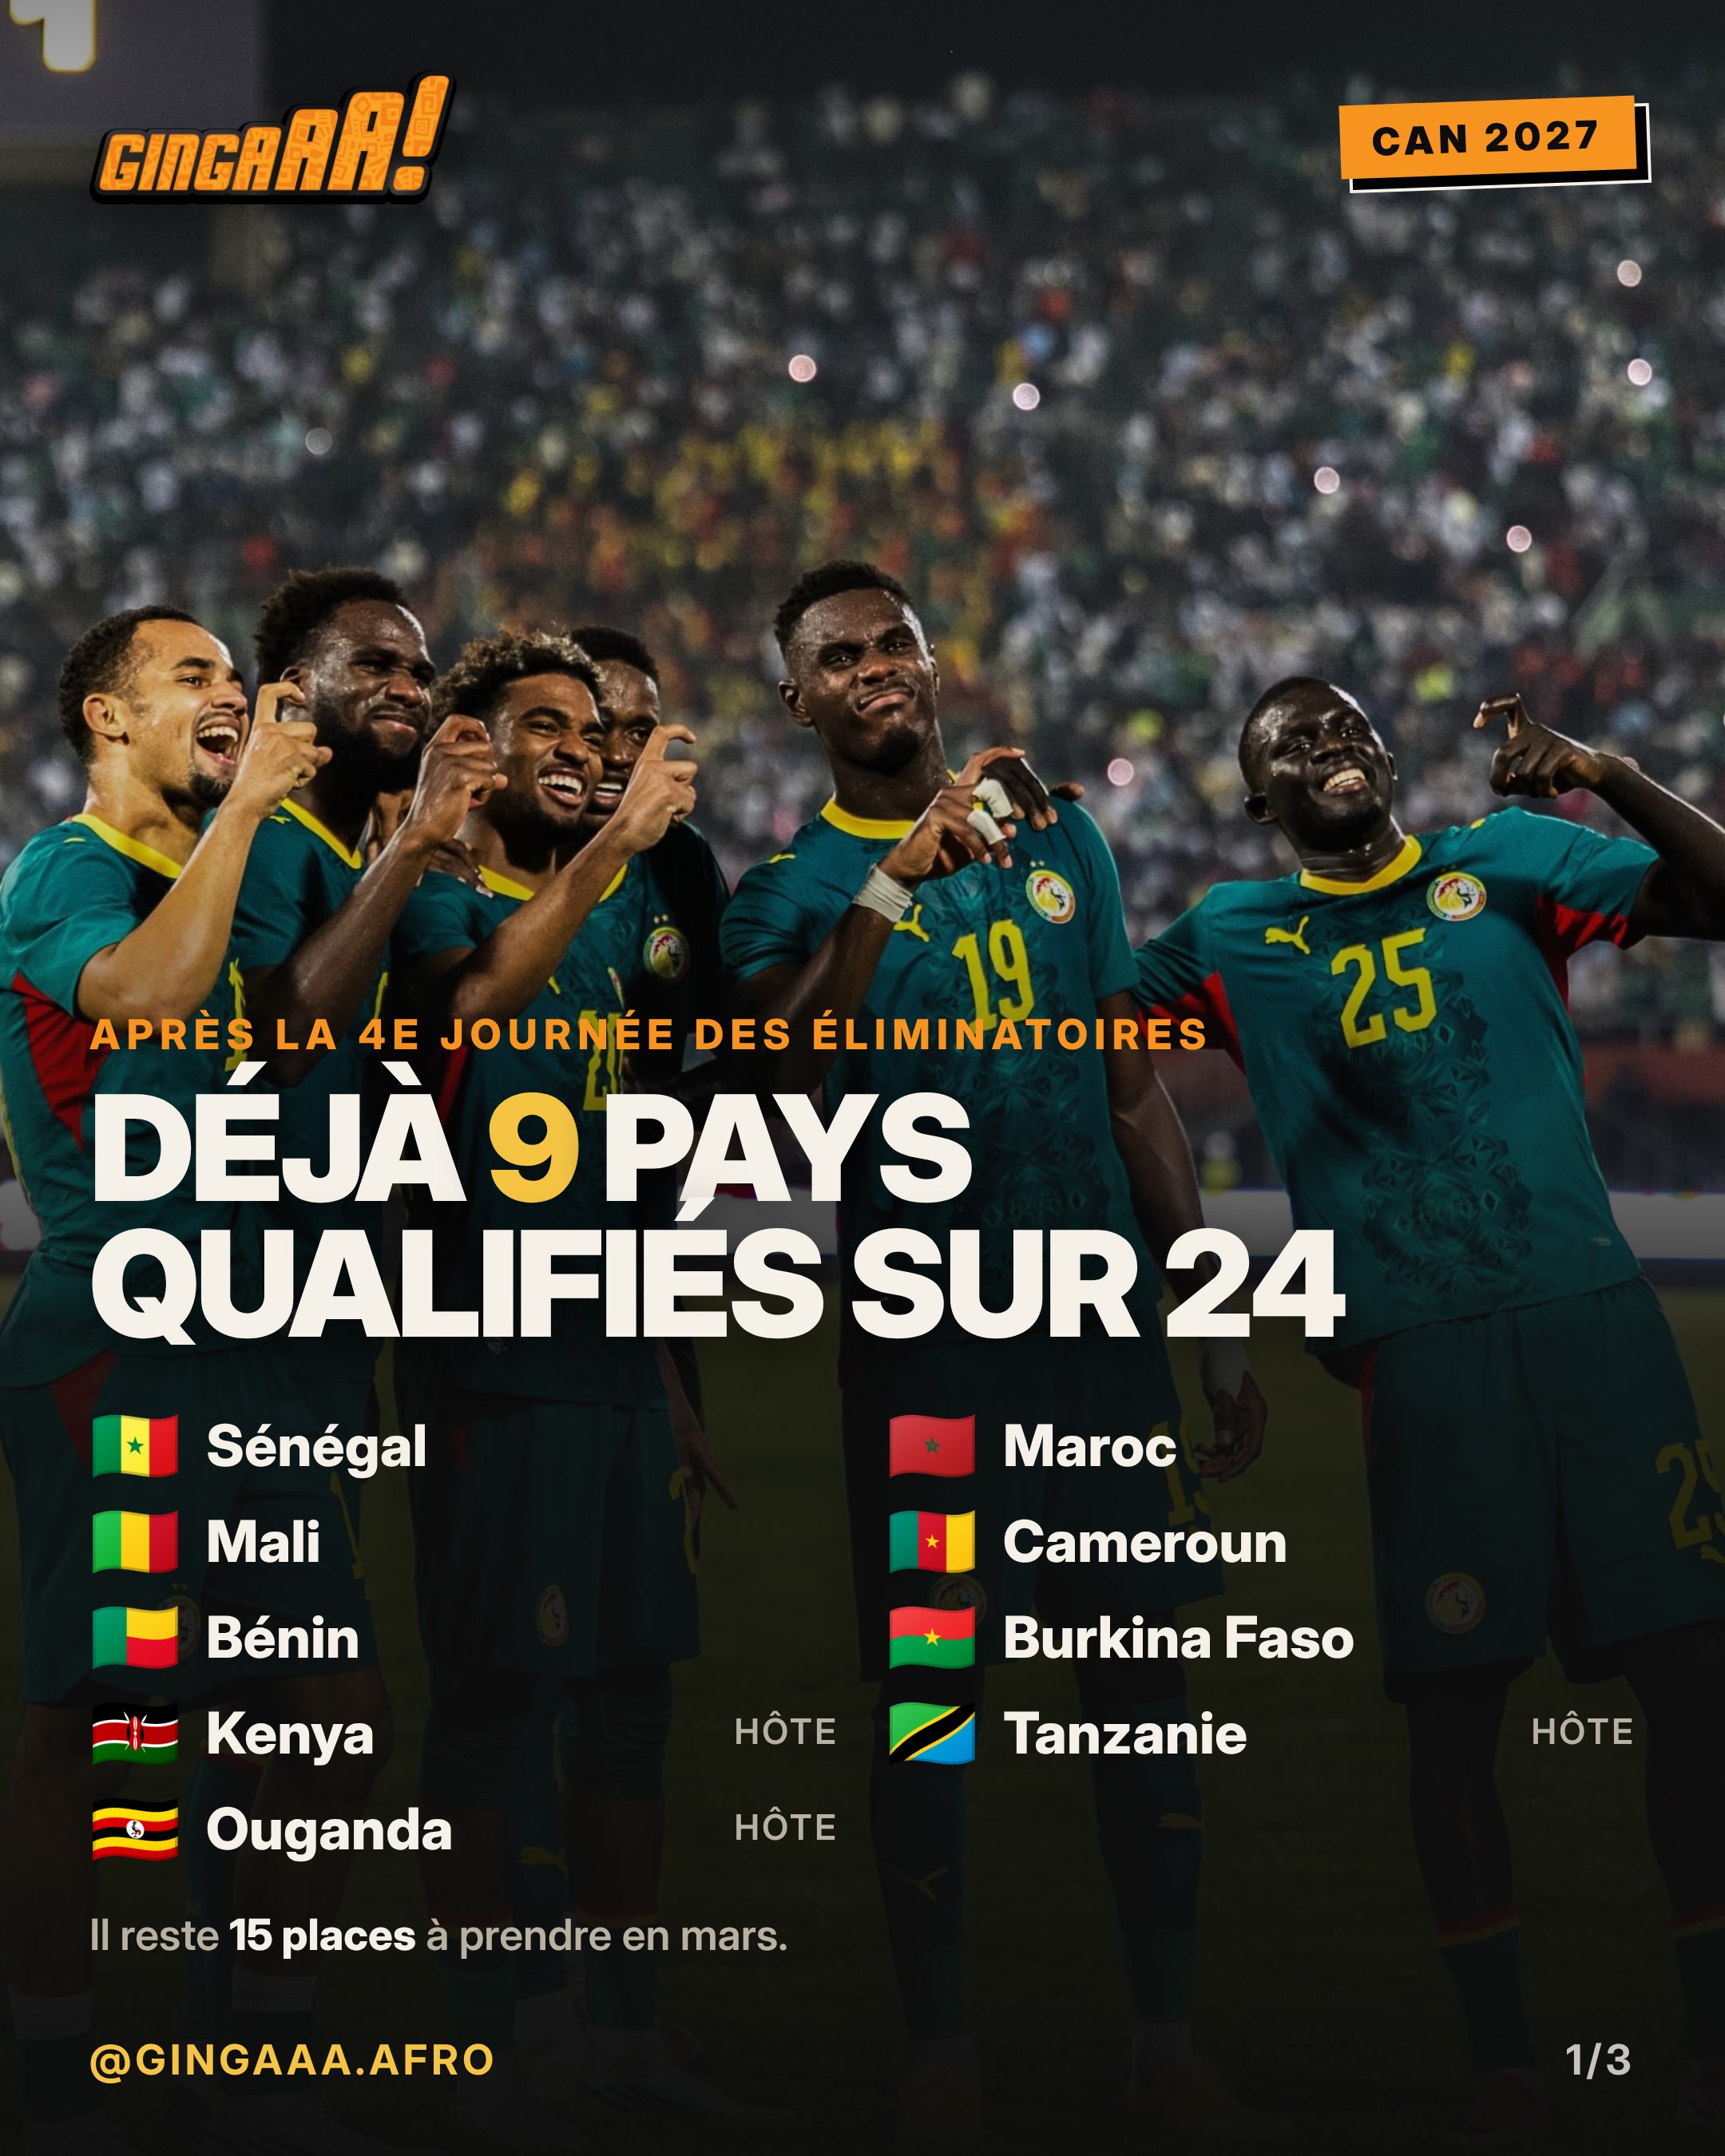 GINGAAA!
CAN 2027
19
25
APRÈS LA 4E JOURNÉE DES ÉLIMINATOIRES
DÉJÀ 9 PAYS
QUALIFIÉS SUR 24
Sénégal
Maroc
Mali
Cameroun
Bénin
Burkina Faso
Kenya HÔTE
Tanzanie HÔTE
Ouganda HÔTE
Il reste 15 places à prendre en mars.
@GINGAAA.AFRO
1/3